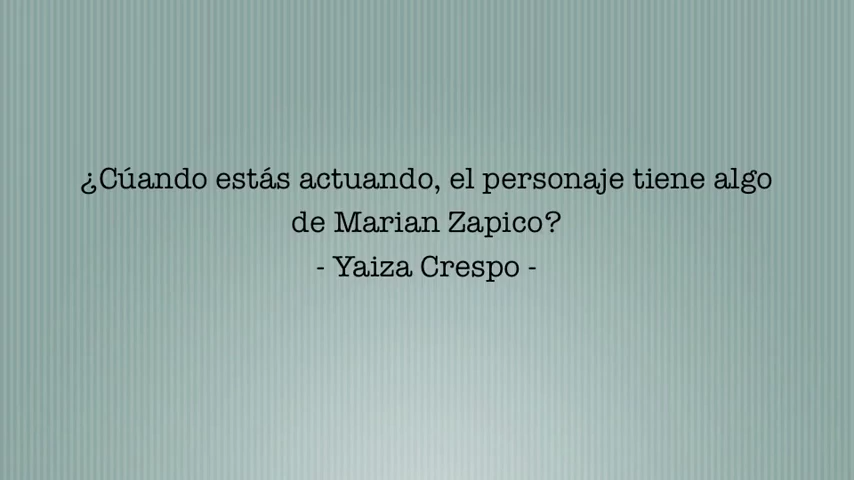 ¿Cúando estás actuando, el personaje tiene algo
de Marian Zapico?
- Yaiza Crespo -